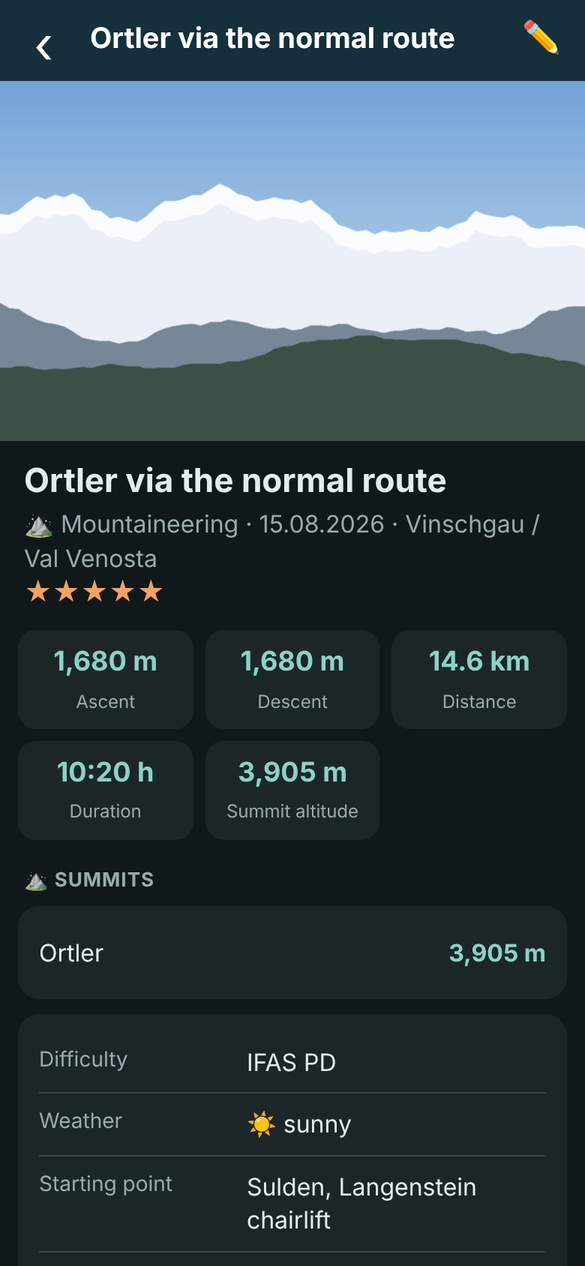 Ortler via the normal route
Ortler via the normal route
Mountaineering · 15.08.2026 · Vinschgau /
Val Venosta
★★★★★
1,680 m
Ascent
1,680 m
Descent
14.6 km
Distance
10:20 h
Duration
3,905 m
Summit altitude
SUMMITS
Ortler 3,905 m
Difficulty IFAS PD
Weather sunny
Starting point Sulden, Langenstein
chairlift